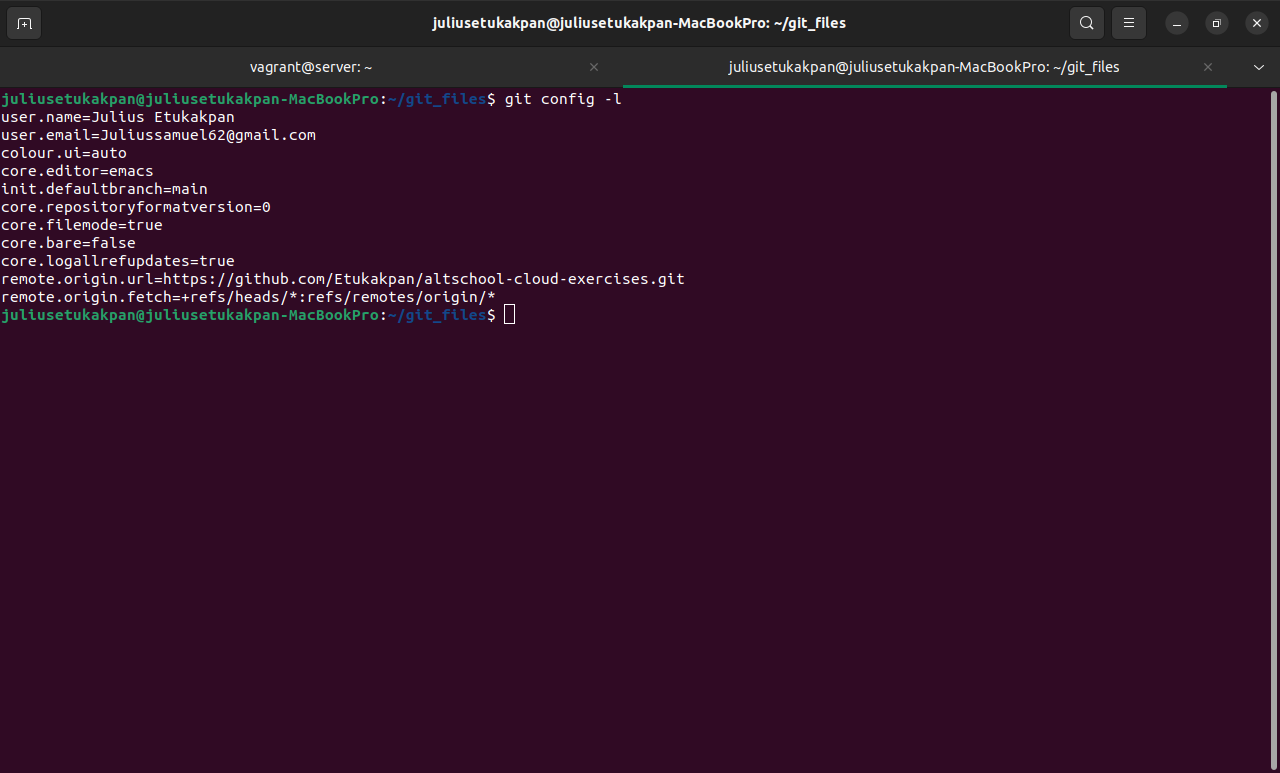 juliusetukakpan@juliusetukakpan-MacBookPro: ~/git_files
vagrant@server: ~
juliusetukakpan@juliusetukakpan-MacBookPro: ~/git_files
juliusetukakpan@juliusetukakpan-MacBookPro:~/git_files$ git config -l
user.name=Julius Etukakpan
user.email=Juliussamuel62@gmail.com
colour.ui=auto
core.editor=emacs
init.defaultbranch=main
core.repositoryformatversion=0
core.filemode=true
core.bare=false
core.logallrefupdates=true
remote.origin.url=https://github.com/Etukakpan/altschool-cloud-exercises.git
remote.origin.fetch=+refs/heads/*:refs/remotes/origin/*
juliusetukakpan@juliusetukakpan-MacBookPro:~/git_files$